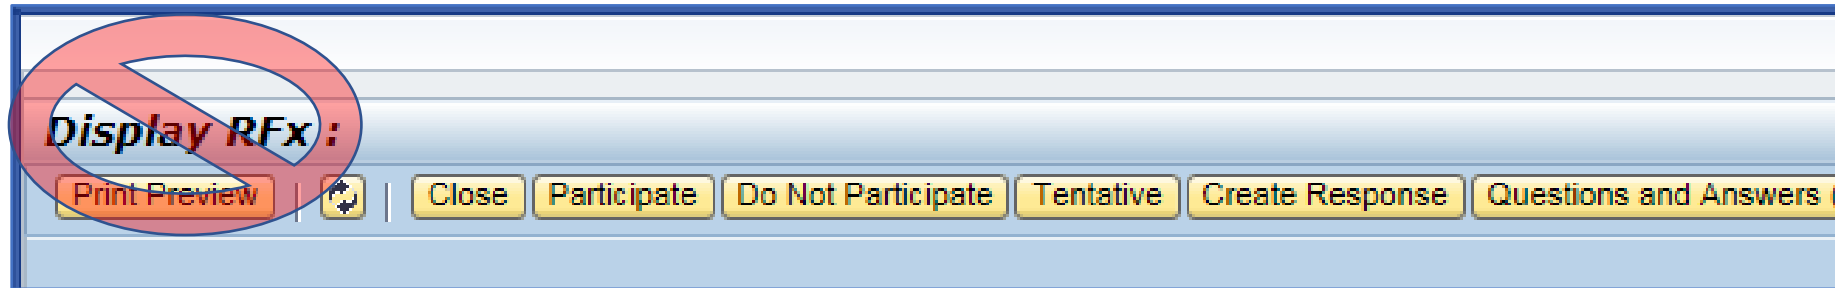 Display RFx :
Print Preview Close Participate Do Not Participate Tentative Create Response Questions and Answers (